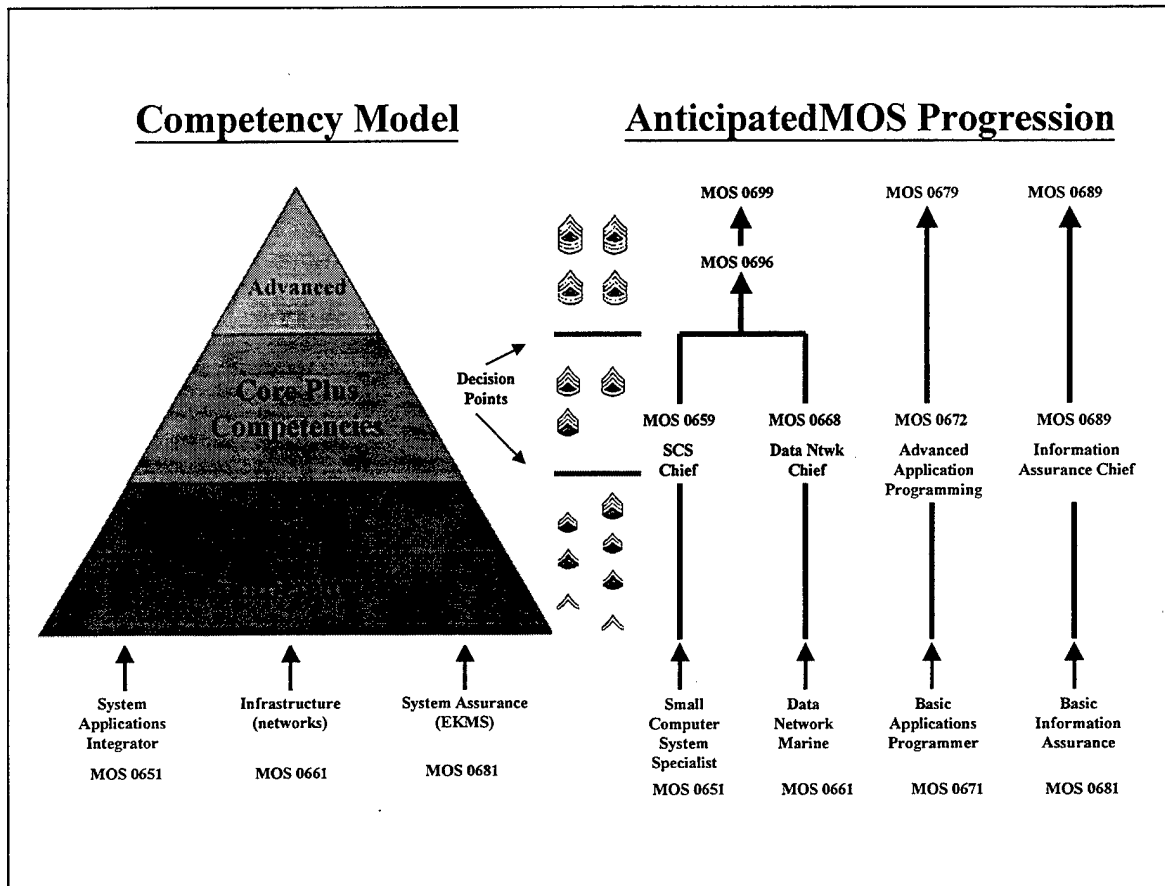 Competency Model
AnticipatedMOS Progression
Advanced
Core Plus
Competencies
System
Applications
Integrator
MOS 0651
Infrastructure
(networks)
MOS 0661
System Assurance
(EKMS)
MOS 0681
Decision
Points
MOS 0699
MOS 0696
MOS 0679
MOS 0689
MOS 0659
SCS
Chief
MOS 0668
Data Ntwk
Chief
MOS 0672
Advanced
Application
Programming
MOS 0689
Information
Assurance Chief
Small
Computer
System
Specialist
MOS 0651
Data
Network
Marine
MOS 0661
Basic
Applications
Programmer
MOS 0671
Basic
Information
Assurance
MOS 0681